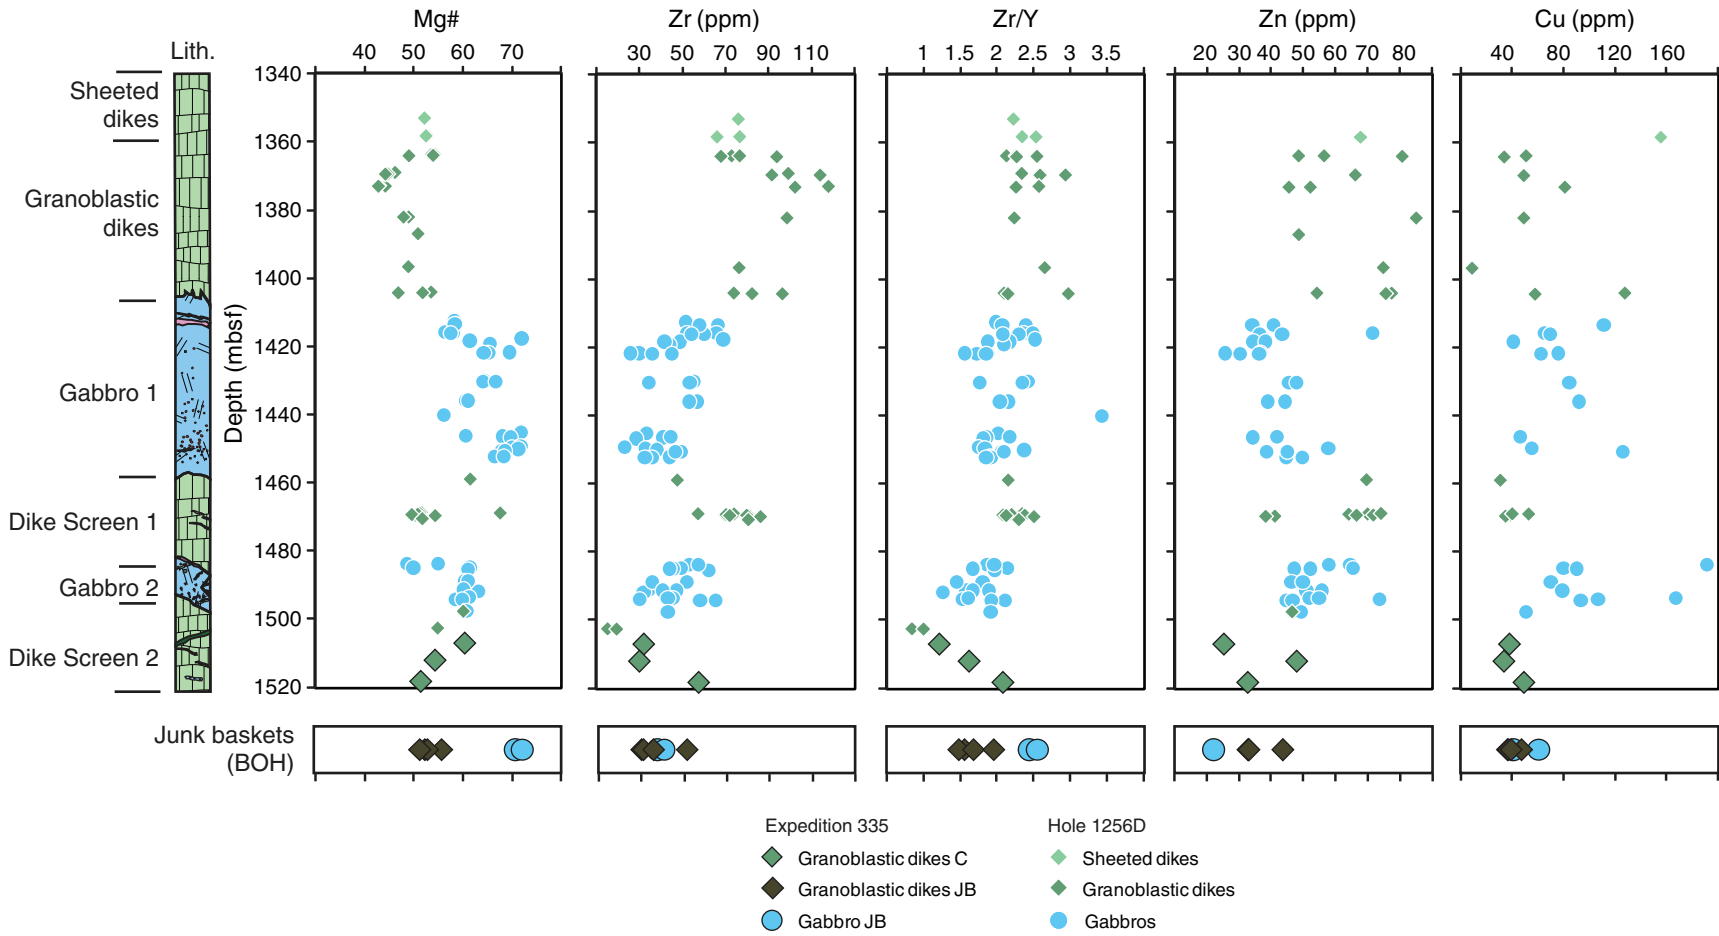 Mg#
Zr (ppm)
Zr/Y
Zn (ppm)
Cu (ppm)
Lith.
40 50 60 70
30 50 70 90 110
1 1.5 2 2.5 3 3.5
20 30 40 50 60 70 80
40 80 120 160
1340
Sheeted
dikes
1360
Granoblastic
dikes
1380
1400
Depth (mbsf)
1420
Gabbro 1
1440
1460
Dike Screen 1
1480
Gabbro 2
1500
Dike Screen 2
1520
Junk baskets
(BOH)
Expedition 335
Granoblastic dikes C
Granoblastic dikes JB
Gabbro JB
Hole 1256D
Sheeted dikes
Granoblastic dikes
Gabbros